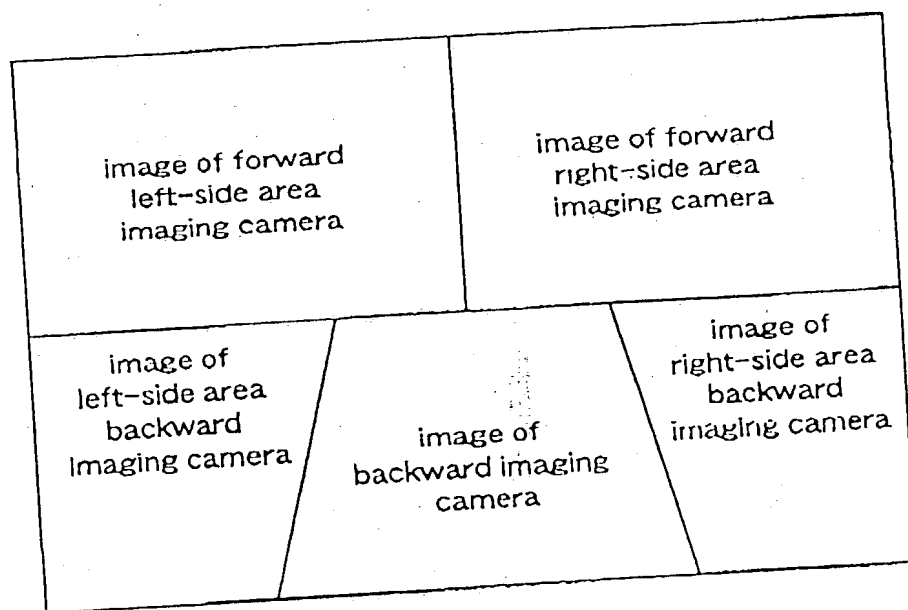 image of forward
left-side area
imaging camera
image of forward
right-side area
imaging camera
image of
left-side area
backward
imaging camera
image of
backward imaging
camera
image of
right-side area
backward
imaging camera